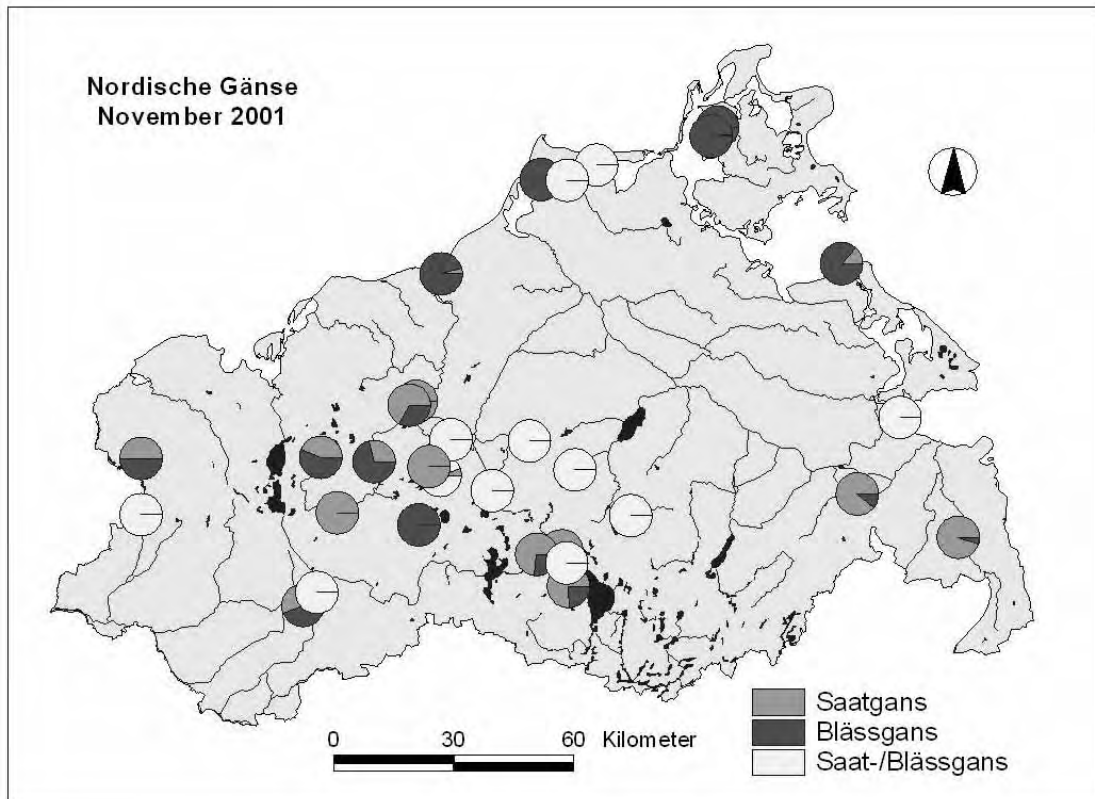 Nordische Gänse
November 2001
Saatgans
Blässgans
Saat-/Blässgans
0 30 60 Kilometer